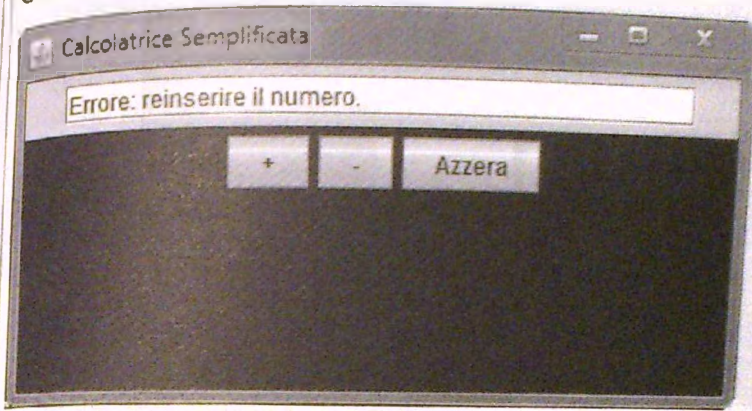 Calcolatrice Semplificata
Errore: reinserire il numero.
+ - Azzera